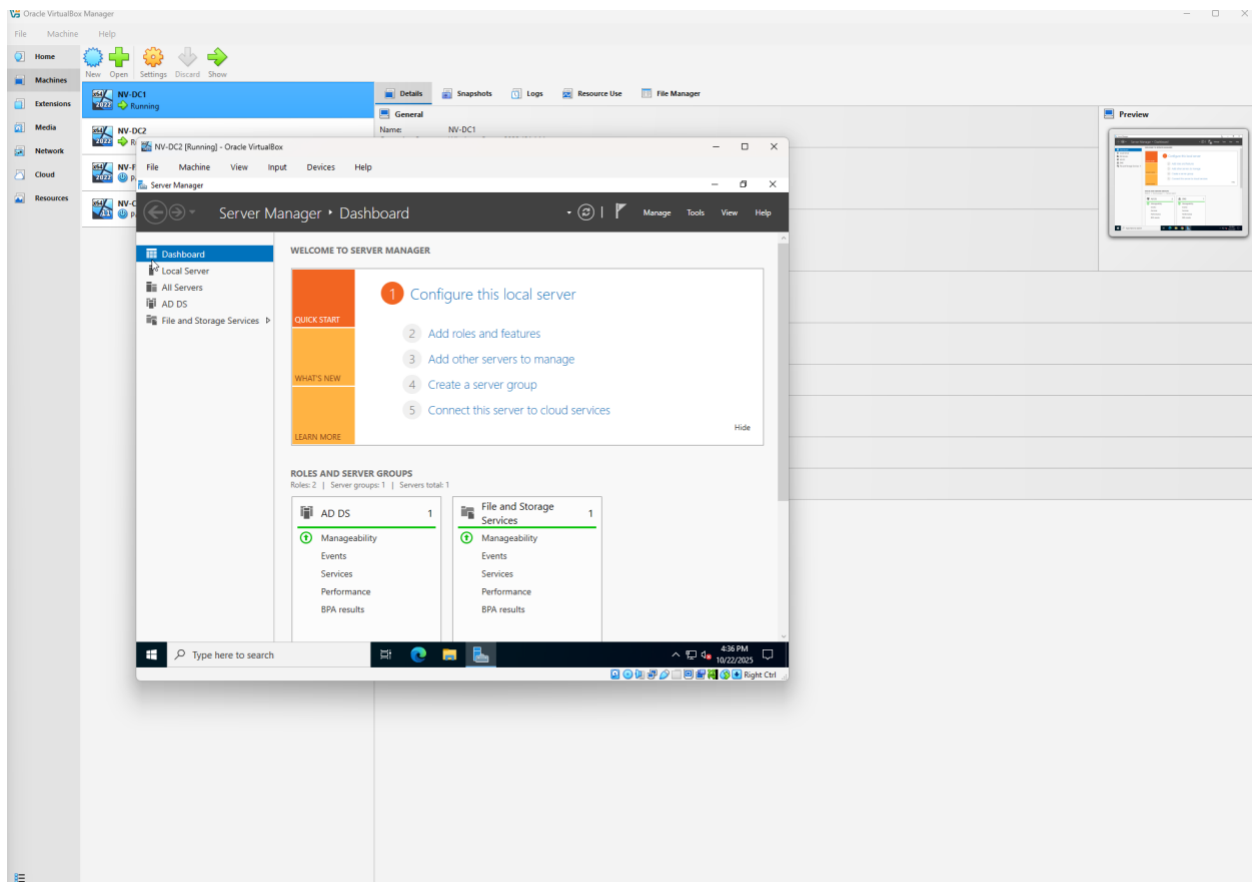 Oracle VirtualBox Manager
File Machine Help
Home
Machines
Extensions
Media
Network
Cloud
Resources
New Open Settings Discard Show
NV-DC1
Running
NV-DC2
Details Snapshots Logs Resource Use File Manager
General
Name: NV-DC1
Preview
NV-DC2 [Running] - Oracle VirtualBox
File Machine View Input Devices Help
Server Manager
Server Manager Dashboard
Manage Tools View Help
Dashboard
Local Server
All Servers
AD DS
File and Storage Services
WELCOME TO SERVER MANAGER
QUICK START
WHAT'S NEW
LEARN MORE
1 Configure this local server
2 Add roles and features
3 Add other servers to manage
4 Create a server group
5 Connect this server to cloud services
Hide
ROLES AND SERVER GROUPS
Roles: 2 | Server groups: 1 | Servers total: 1
AD DS 1
Manageability
Events
Services
Performance
BPA results
File and Storage
Services 1
Manageability
Events
Services
Performance
BPA results
Type here to search
4:36 PM
10/22/2025
Right Ctrl